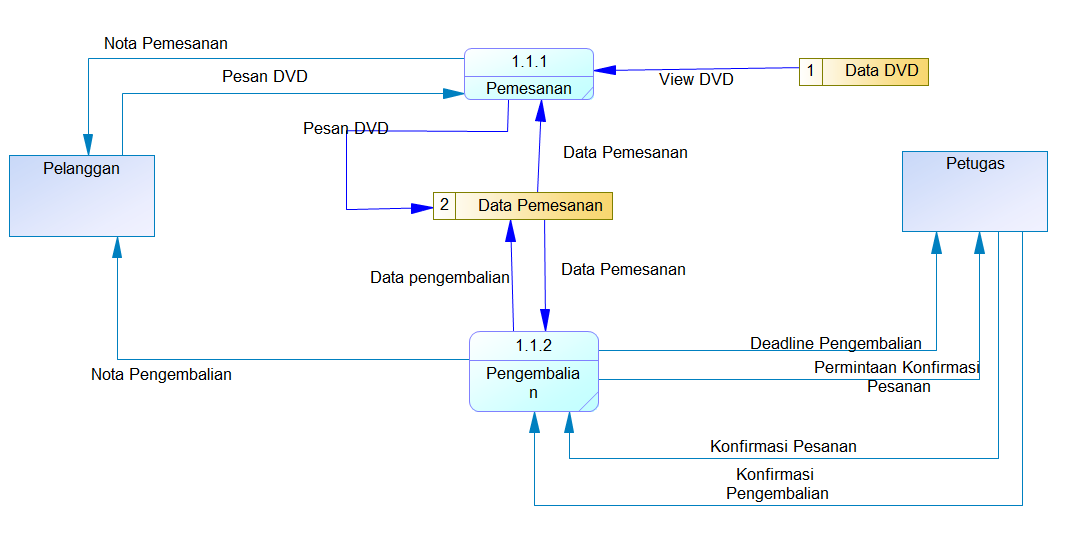 Nota Pemesanan
1.1.1
1 Data DVD
Pesan DVD
View DVD
Pemesanan
Pesan DVD
Data Pemesanan
Pelanggan
Petugas
2 Data Pemesanan
Data pengembalian
Data Pemesanan
1.1.2
Deadline Pengembalian
Nota Pengembalian
Pengembalia
n
Permintaan Konfirmasi
Pesanan
Konfirmasi Pesanan
Konfirmasi
Pengembalian